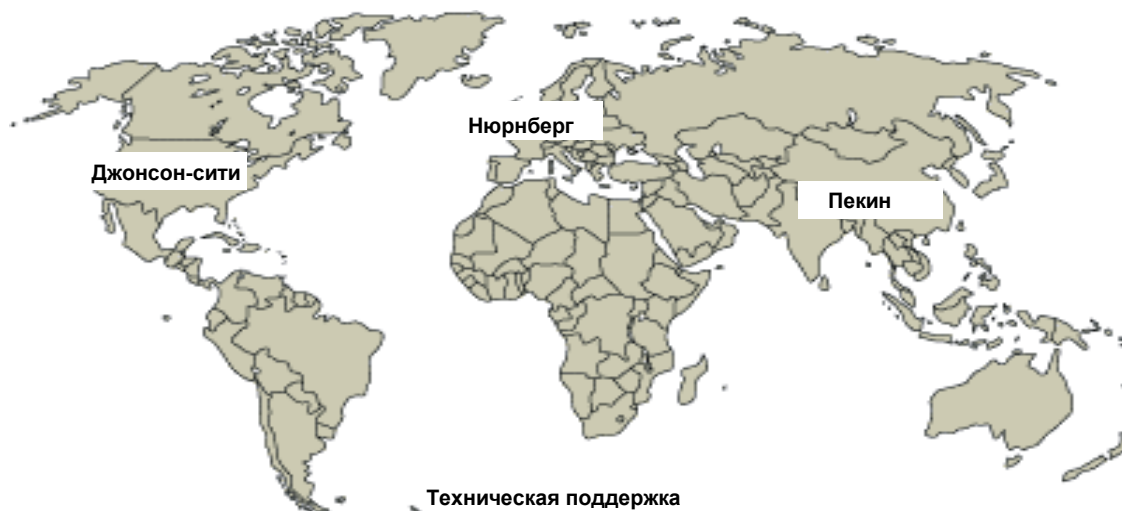 Нюрнберг
Джонсон-сити
Пекин
Техническая поддержка